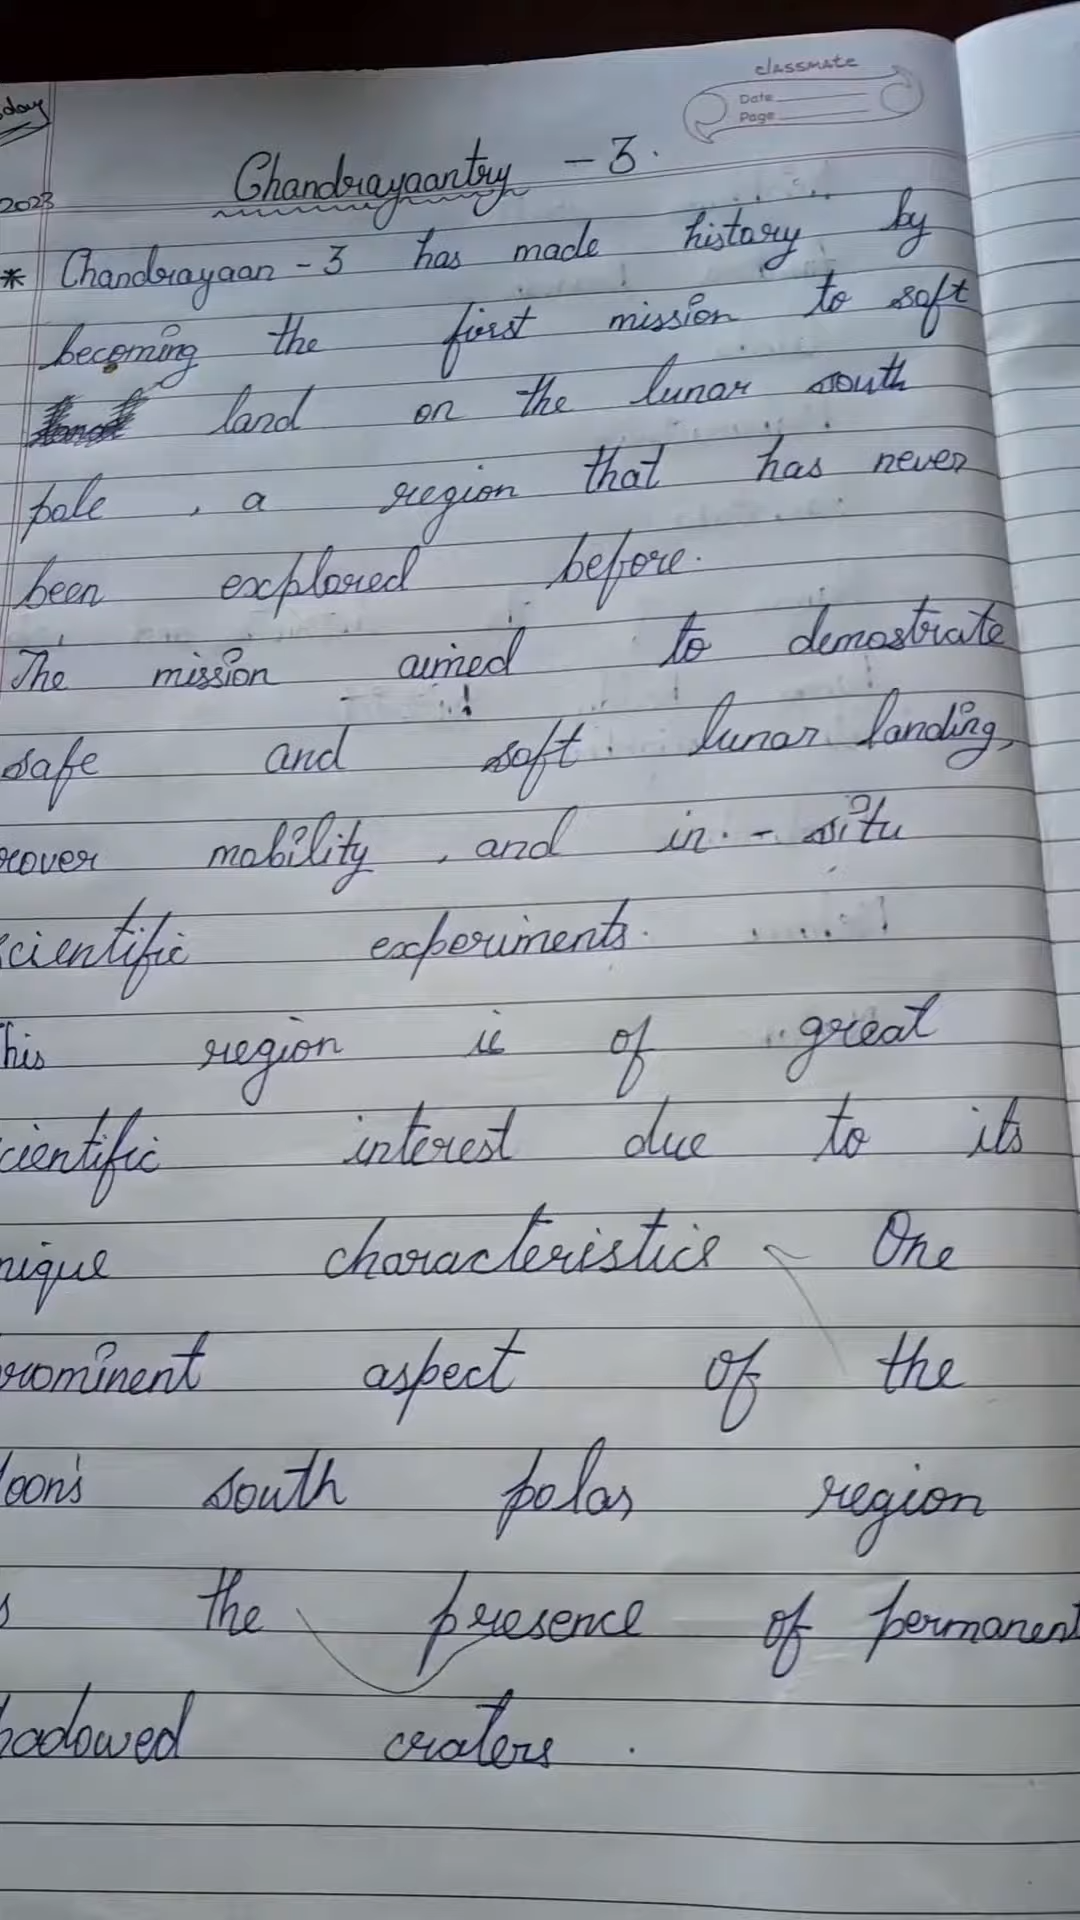 classmate
Date
Page
day
2023
Chandrayaantry - 3.
* Chandrayaan - 3 has made history by
becoming the first mission to soft
land on the lunar south
pole , a region that has never
been explored before.
The mission aimed to demostrate
safe and soft lunar landing,
rover mobility , and in - situ
scientific experiments.
his region is of great
cientific interest due to its
nique characteristics One
rominent aspect of the
oon's south polar region
s the presence of permanent
hadowed craters .